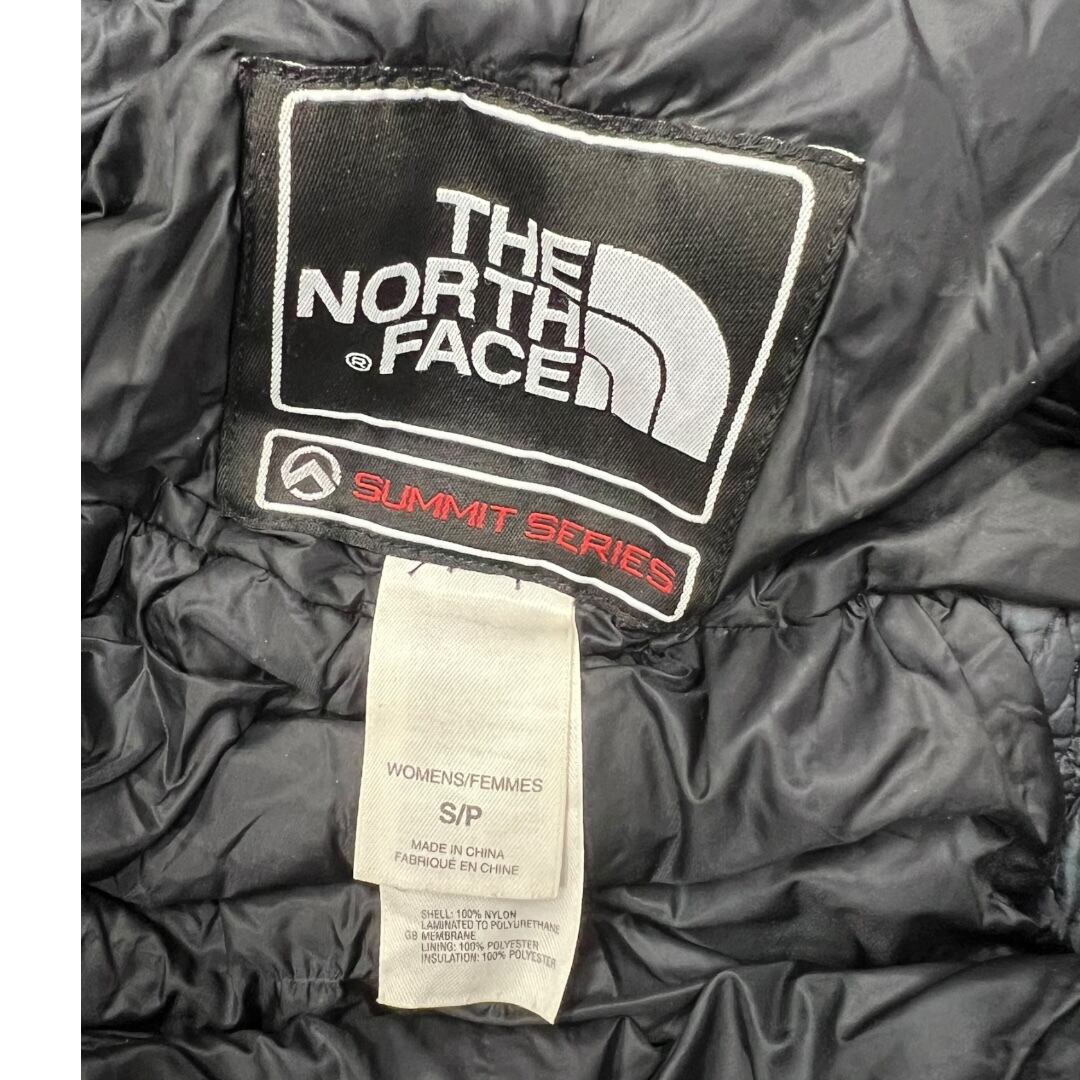 THE
NORTH
® FACE
SUMMIT SERIES
WOMENS/FEMMES
S/P
MADE IN CHINA
FABRIQUÉ EN CHINE
SHELL: 100% NYLON
LAMINATED TO POLYURETHANE
GB MEMBRANE
LINING: 100% POLYESTER
INSULATION: 100% POLYESTER